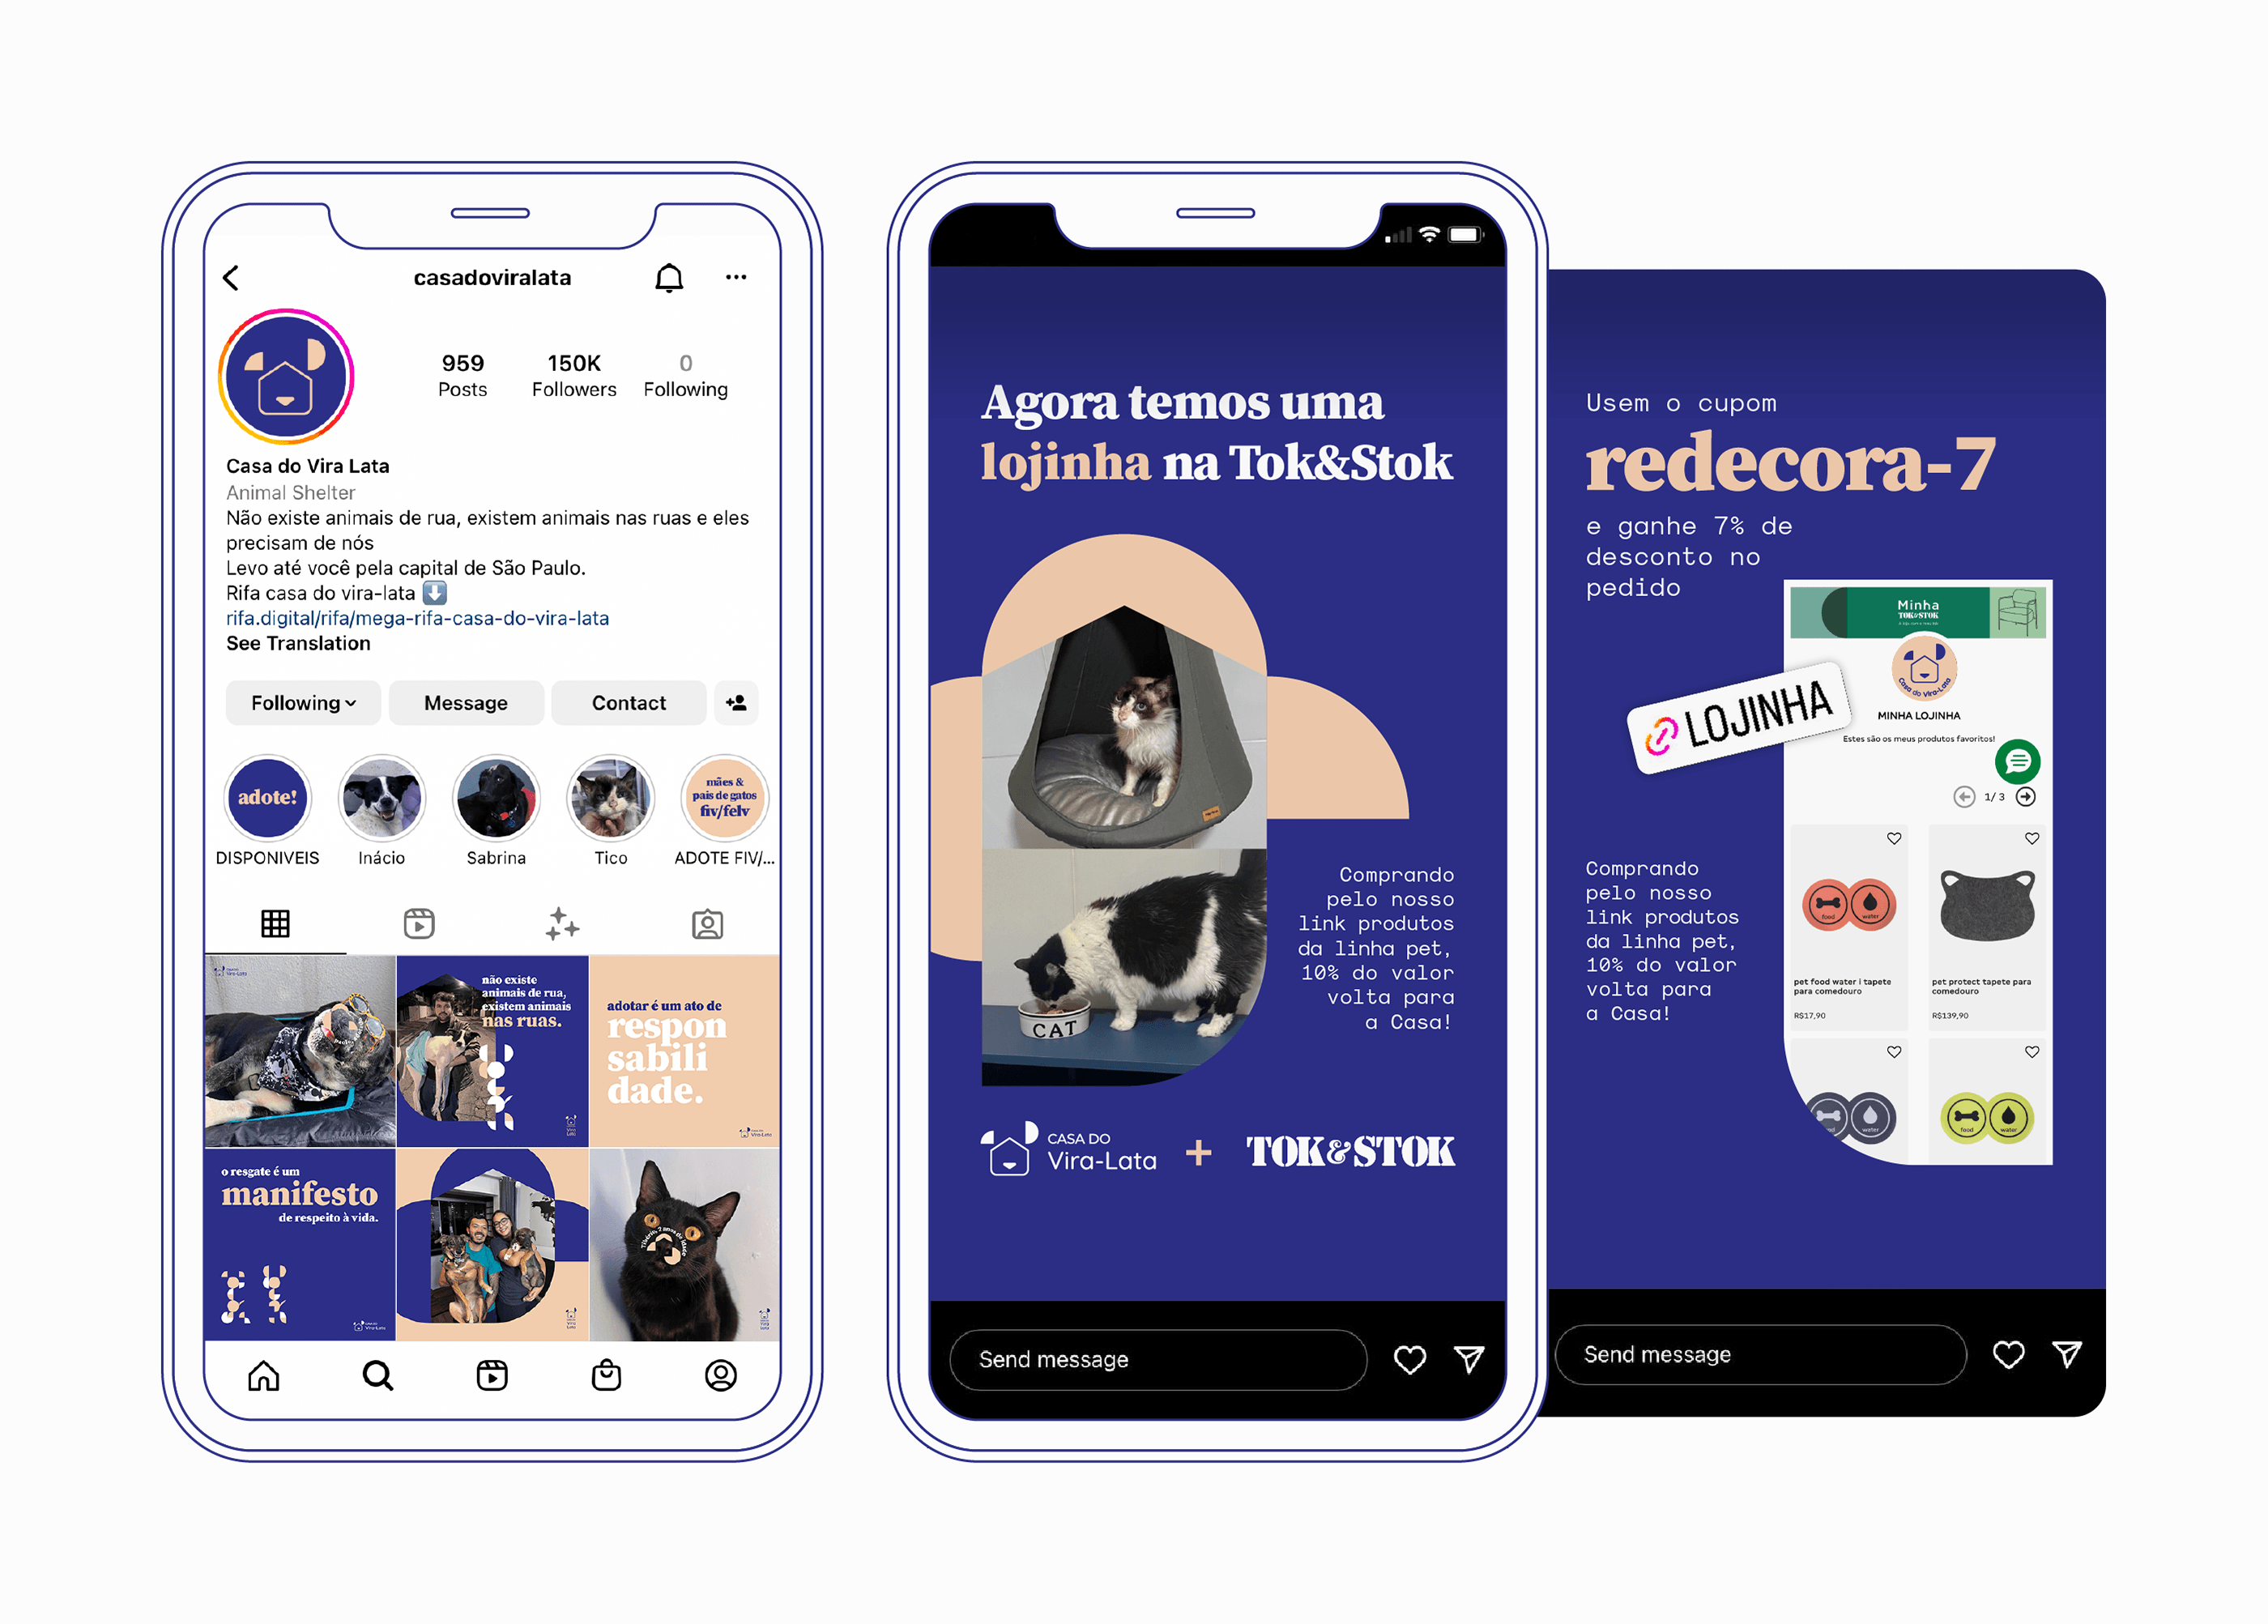 casadoviralata
959
Posts
150K
Followers
0
Following
Casa do Vira Lata
Animal Shelter
Não existe animais de rua, existem animais nas ruas e eles
precisam de nós
Levo até você pela capital de São Paulo.
Rifa casa do vira-lata
rifa.digital/rifa/mega-rifa-casa-do-vira-lata
See Translation
Following
Message
Contact
adote!
mães &
pais de gatos
fiv/felv
DISPONIVEIS
Inácio
Sabrina
Tico
ADOTE FIV/...
não existe
animais de rua,
existem animais
nas ruas.
adotar é um ato de
respon
sabili
dade.
o resgate é um
manifesto
de respeito à vida.
Agora temos uma
lojinha na Tok&Stok
CAT
Comprando
pelo nosso
link produtos
da linha pet,
10% do valor
volta para
a Casa!
CASA DO
Vira-Lata
+
TOK&STOK
Send message
Usem o cupom
redecora-7
e ganhe 7% de
desconto no
pedido
Minha
TOK&STOK
Casa do Vira-Lata
LOJINHA
MINHA LOJINHA
Estes são os meus produtos favoritos!
1/3
Comprando
pelo nosso
link produtos
da linha pet,
10% do valor
volta para
a Casa!
food
water
pet food water i tapete
para comedouro
R$17,90
pet protect tapete para
comedouro
R$139,90
water
food
water
Send message